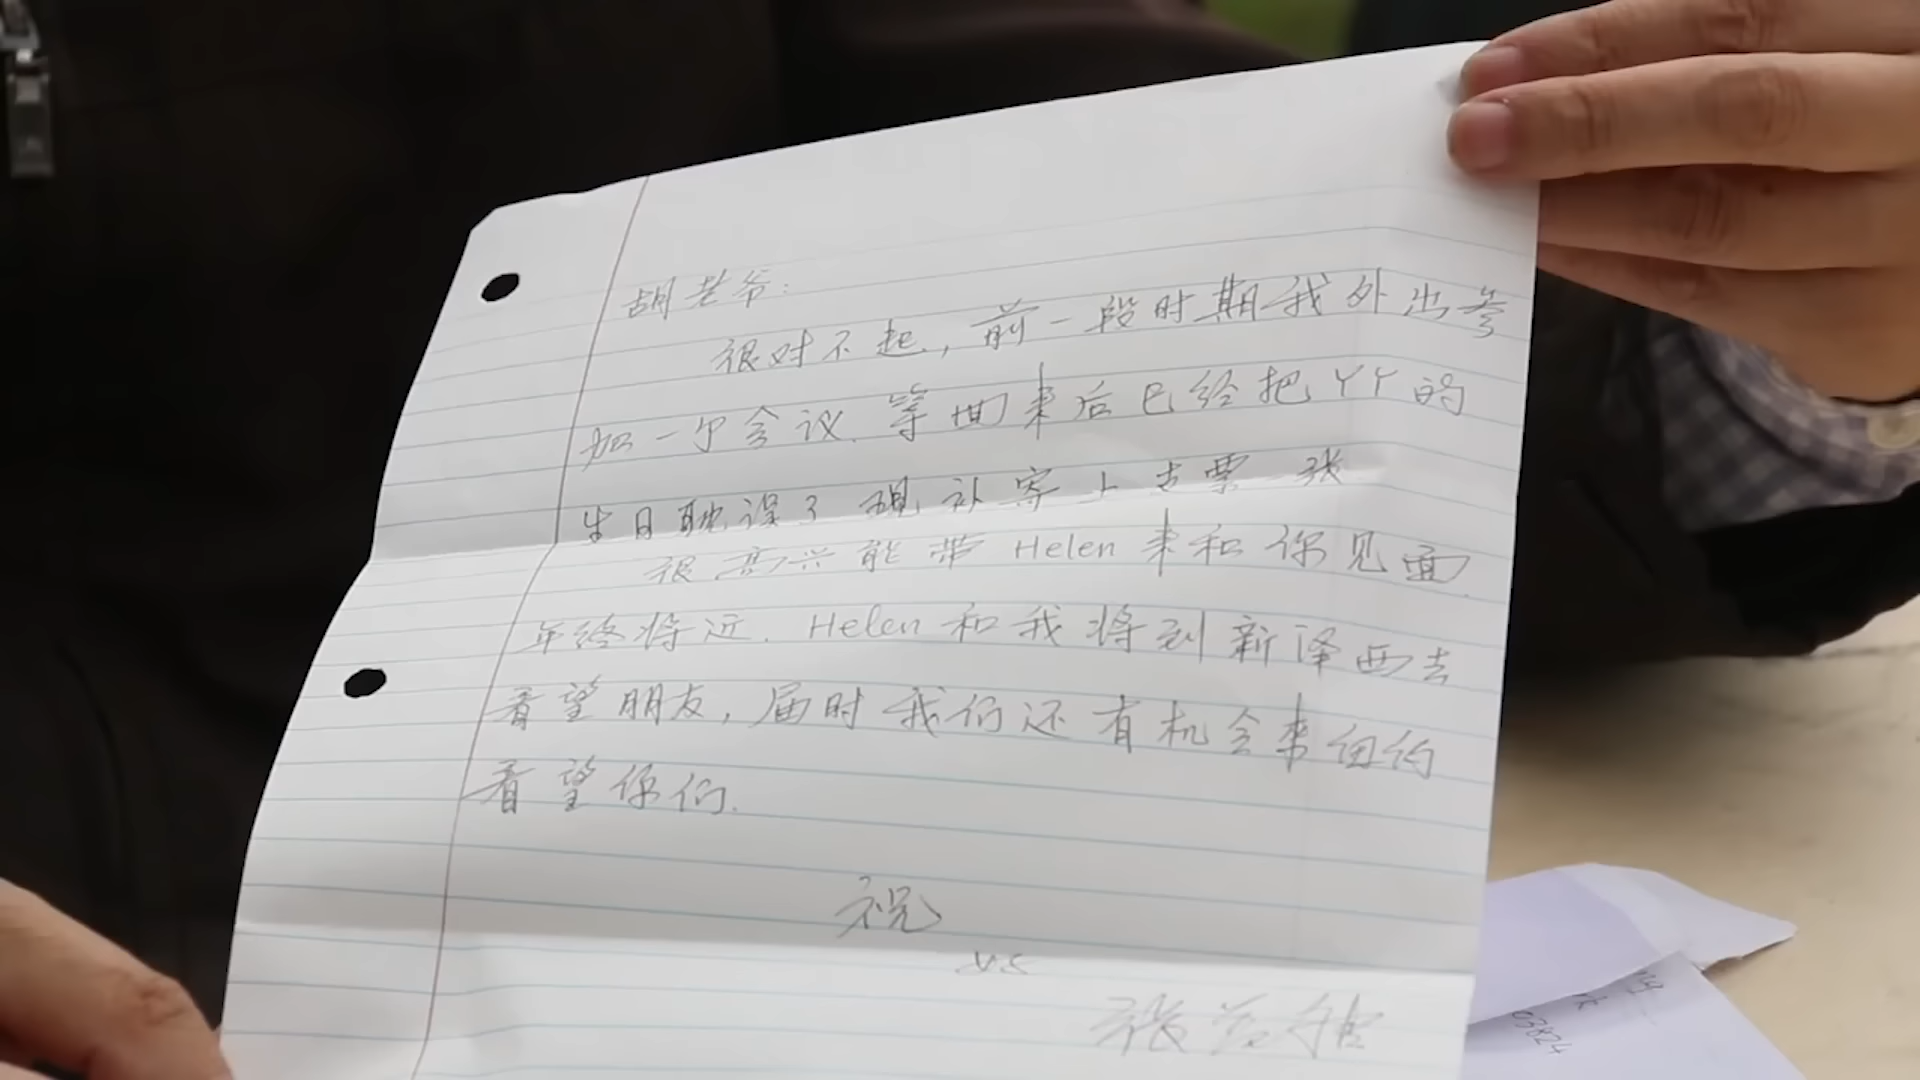 胡老爷：
很对不起，前一段时期我外出参
加一个会议.等回来后已经把YY的
生日耽误了 现补寄上支票一张
很高兴能带Helen来和你见面.
年终将近.Helen和我将到新泽西去
看望朋友，届时我们还有机会来纽约
看望你们.
祝
张
03824